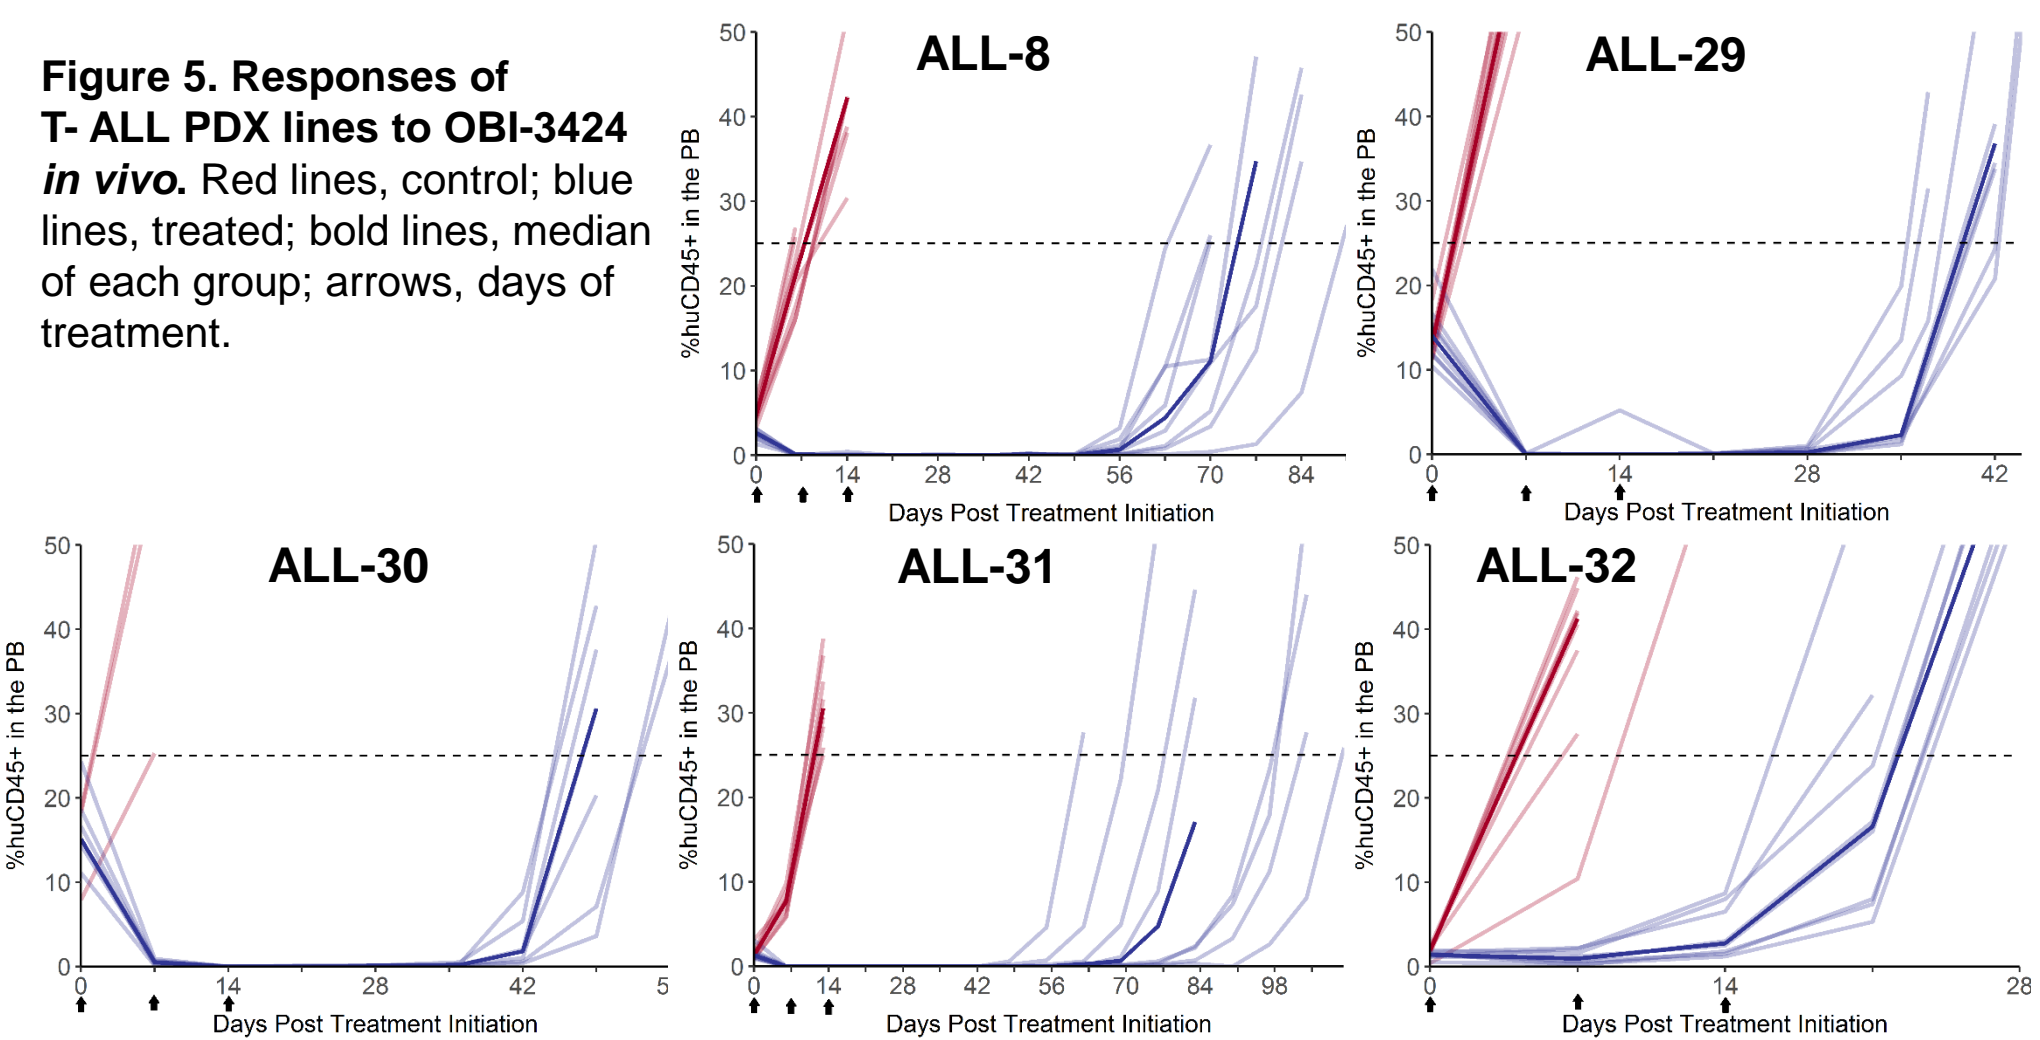 Figure 5. Responses of
T- ALL PDX lines to OBI-3424
in vivo. Red lines, control; blue
lines, treated; bold lines, median
of each group; arrows, days of
treatment.
ALL-8
%huCD45+ in the PB
50
40
30
20
10
0
0 14 28 42 56 70 84
Days Post Treatment Initiation
ALL-29
%huCD45+ in the PB
50
40
30
20
10
0
0 14 28 42
Days Post Treatment Initiation
ALL-30
%huCD45+ in the PB
50
40
30
20
10
0
0 14 28 42 5
Days Post Treatment Initiation
ALL-31
%huCD45+ in the PB
50
40
30
20
10
0
0 14 28 42 56 70 84 98
Days Post Treatment Initiation
ALL-32
%huCD45+ in the PB
50
40
30
20
10
0
0 14 28
Days Post Treatment Initiation